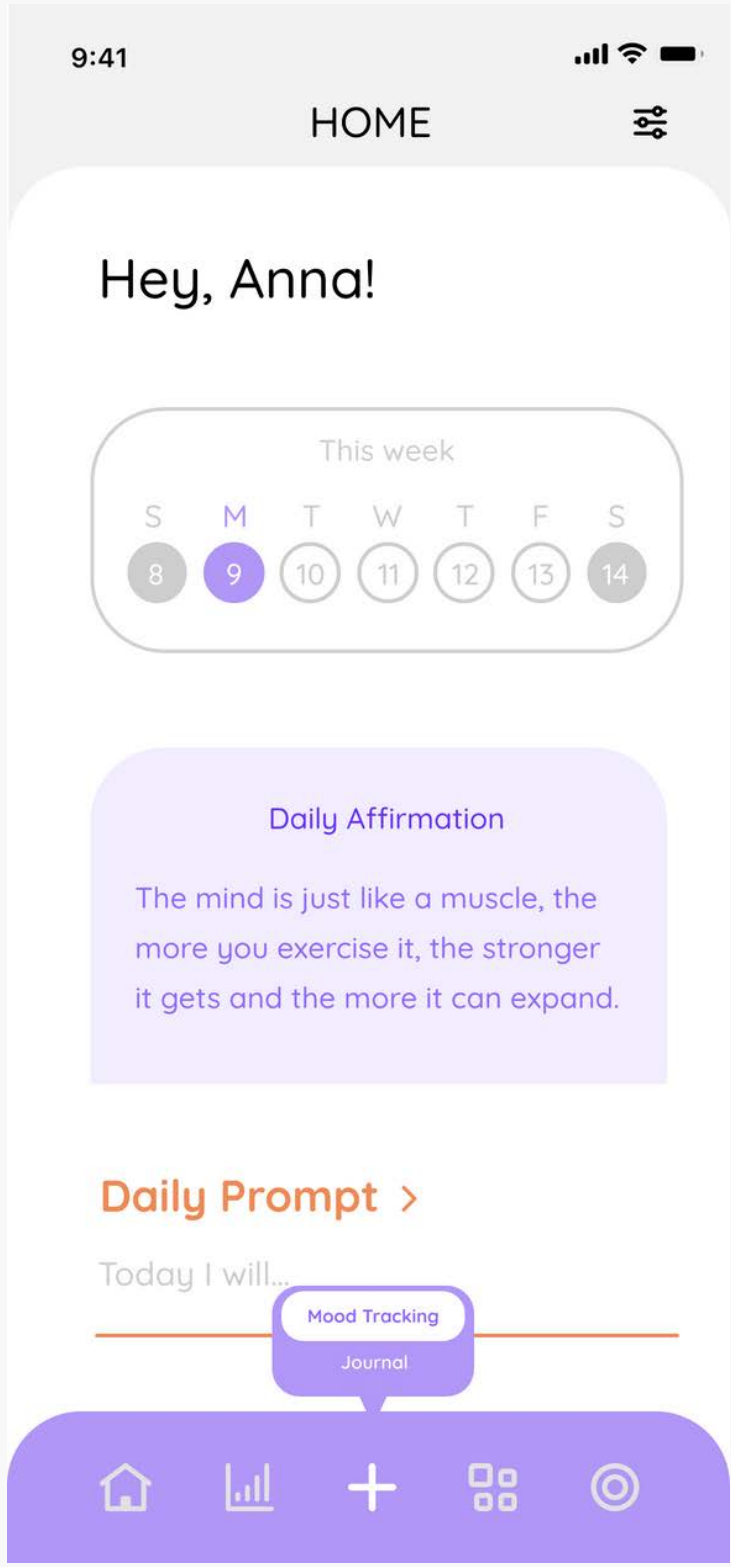 9:41
HOME
Hey, Anna!
This week
S M T W T F S
8 9 10 11 12 13 14
Daily Affirmation
The mind is just like a muscle, the
more you exercise it, the stronger
it gets and the more it can expand.
Daily Prompt >
Today I will...
Mood Tracking
Journal